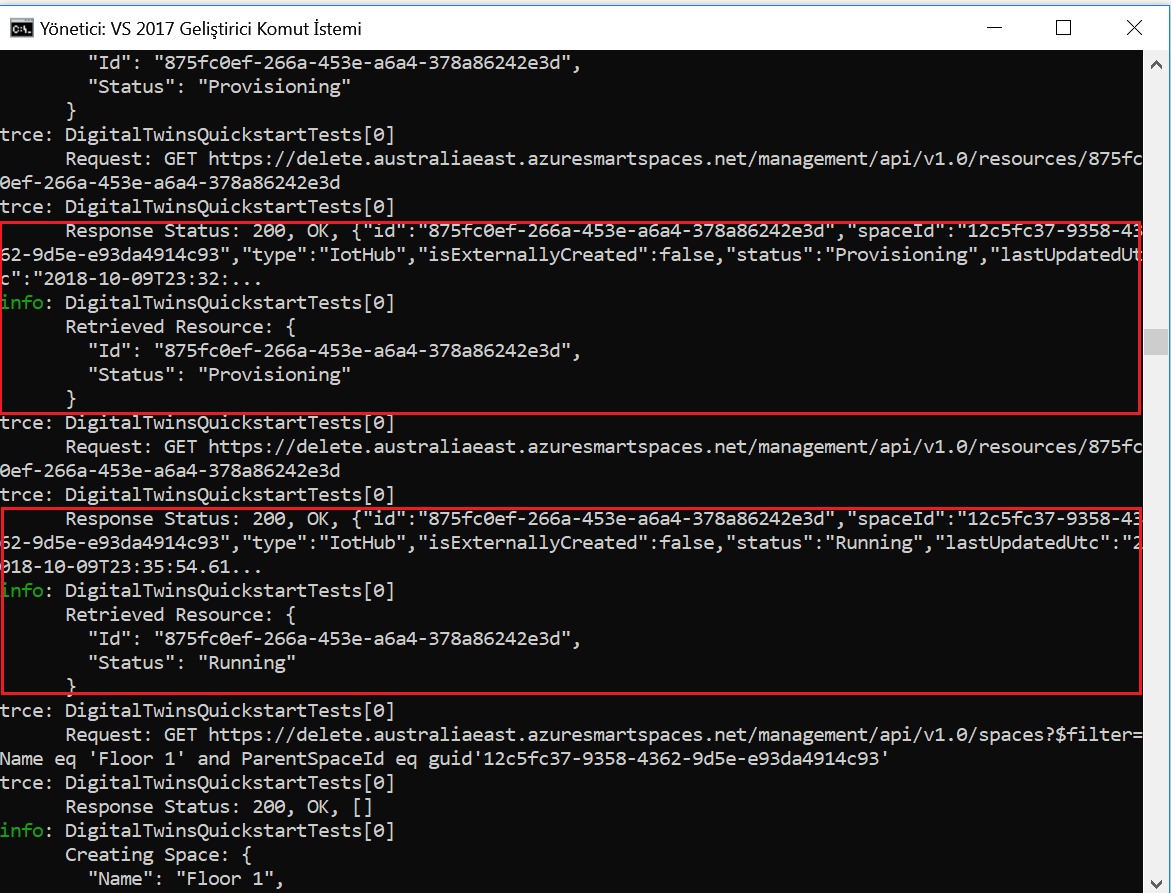 Yönetici: VS 2017 Geliştirici Komut İstemi
"Id": "875fc0ef-266a-453e-a6a4-378a86242e3d",
"Status": "Provisioning"
}
trce: DigitalTwinsQuickstartTests[0]
Request: GET https://delete.australiaeast.azuresmartspaces.net/management/api/v1.0/resources/875fc
0ef-266a-453e-a6a4-378a86242e3d
trce: DigitalTwinsQuickstartTests[0]
Response Status: 200, OK, {"id":"875fc0ef-266a-453e-a6a4-378a86242e3d","spaceId":"12c5fc37-9358-43
62-9d5e-e93da4914c93","type":"IotHub","isExternallyCreated":false,"status":"Provisioning","lastUpdatedUt
c":"2018-10-09T23:32:...
info: DigitalTwinsQuickstartTests[0]
Retrieved Resource: {
"Id": "875fc0ef-266a-453e-a6a4-378a86242e3d",
"Status": "Provisioning"
}
trce: DigitalTwinsQuickstartTests[0]
Request: GET https://delete.australiaeast.azuresmartspaces.net/management/api/v1.0/resources/875fc
0ef-266a-453e-a6a4-378a86242e3d
trce: DigitalTwinsQuickstartTests[0]
Response Status: 200, OK, {"id":"875fc0ef-266a-453e-a6a4-378a86242e3d","spaceId":"12c5fc37-9358-43
62-9d5e-e93da4914c93","type":"IotHub","isExternallyCreated":false,"status":"Running","lastUpdatedUtc":"2
018-10-09T23:35:54.61...
info: DigitalTwinsQuickstartTests[0]
Retrieved Resource: {
"Id": "875fc0ef-266a-453e-a6a4-378a86242e3d",
"Status": "Running"
}
trce: DigitalTwinsQuickstartTests[0]
Request: GET https://delete.australiaeast.azuresmartspaces.net/management/api/v1.0/spaces?$filter=
Name eq 'Floor 1' and ParentSpaceId eq guid'12c5fc37-9358-4362-9d5e-e93da4914c93'
trce: DigitalTwinsQuickstartTests[0]
Response Status: 200, OK, []
info: DigitalTwinsQuickstartTests[0]
Creating Space: {
"Name": "Floor 1",